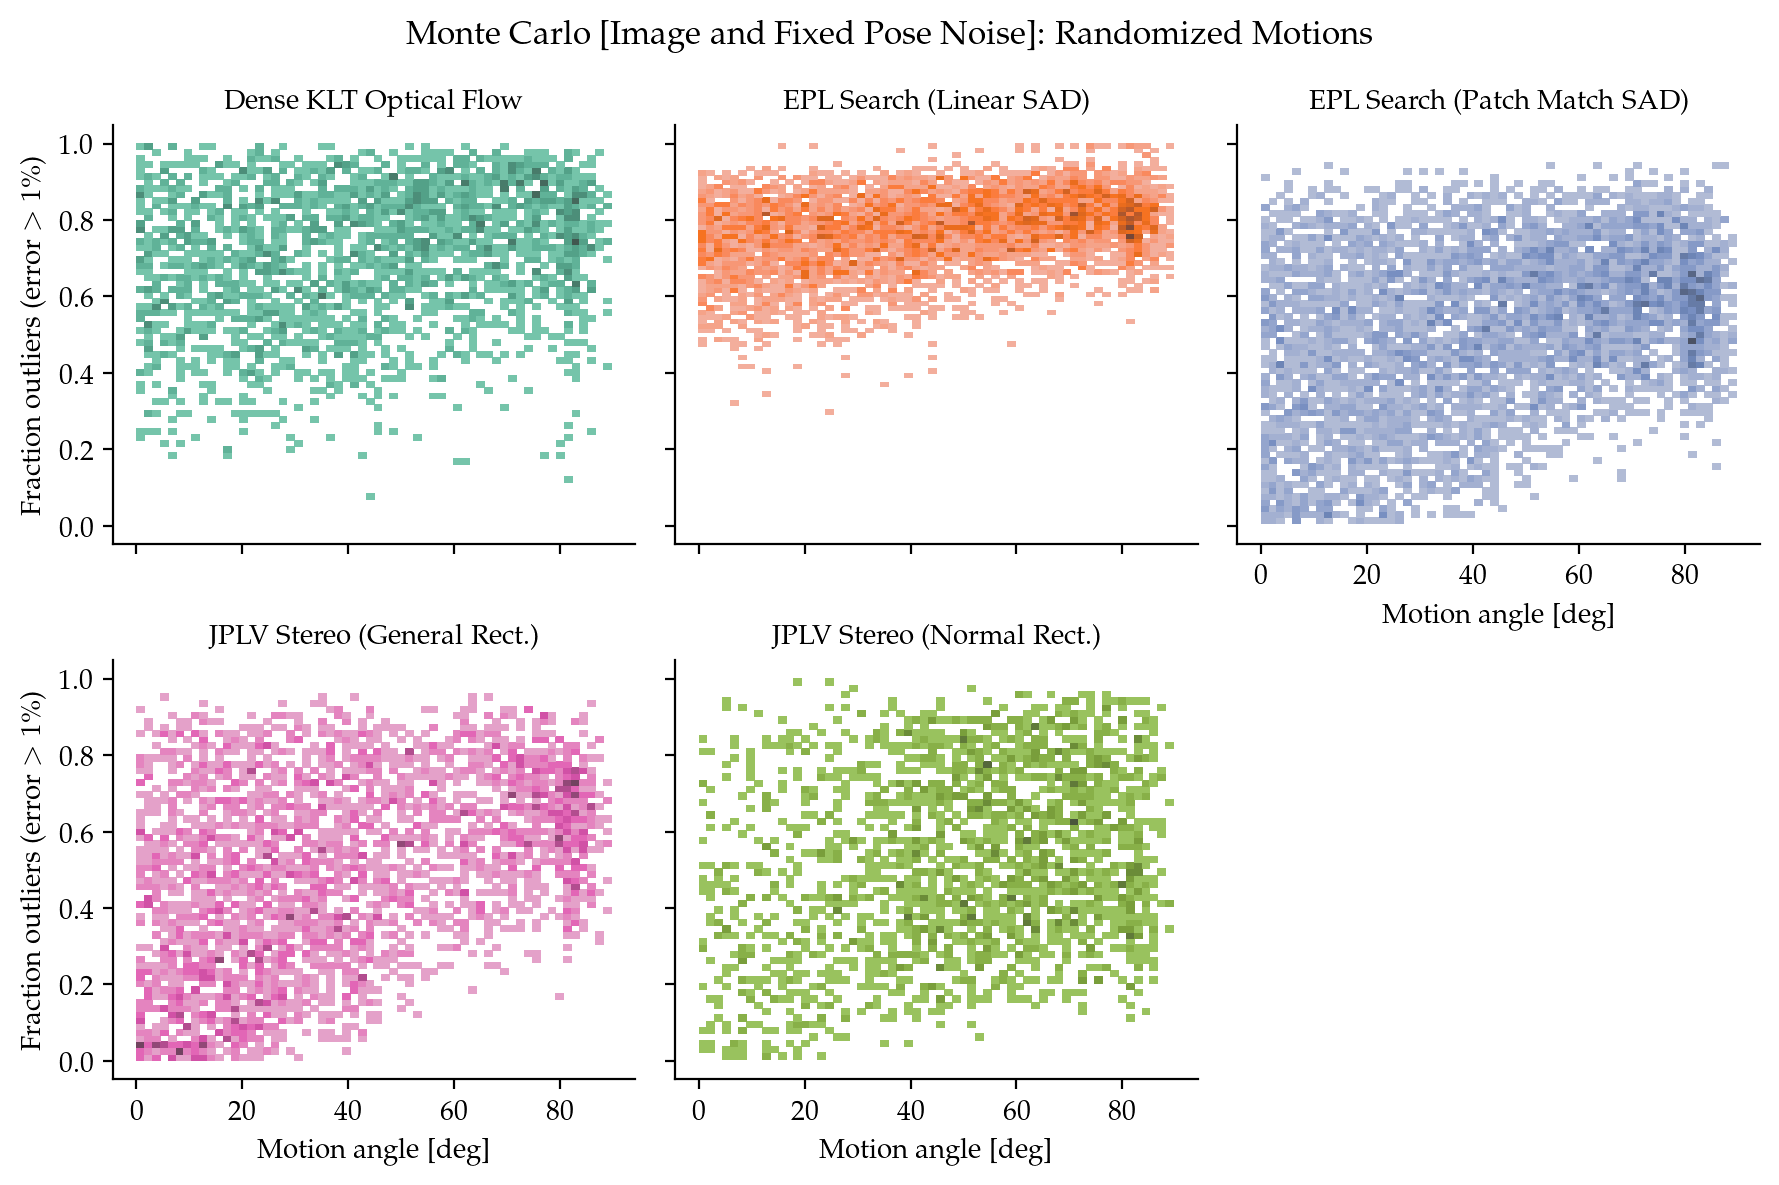 Monte Carlo [Image and Fixed Pose Noise]: Randomized Motions
Dense KLT Optical Flow
EPL Search (Linear SAD)
EPL Search (Patch Match SAD)
Fraction outliers (error > 1%)
1.0
0.8
0.6
0.4
0.2
0.0
0 20 40 60 80
Motion angle [deg]
JPLV Stereo (General Rect.)
JPLV Stereo (Normal Rect.)
Fraction outliers (error > 1%)
1.0
0.8
0.6
0.4
0.2
0.0
0 20 40 60 80
0 20 40 60 80
Motion angle [deg]
Motion angle [deg]